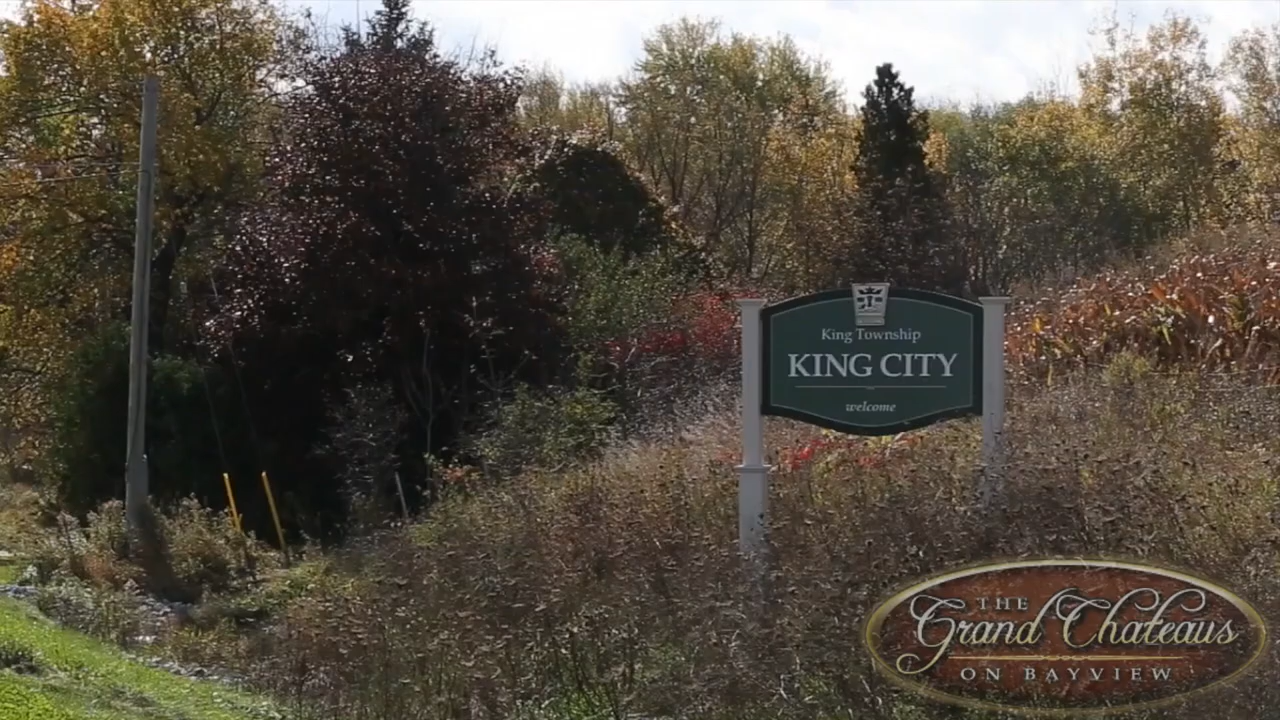 King Township
KING CITY
welcome
THE
Grand Chateaus
ON BAYVIEW